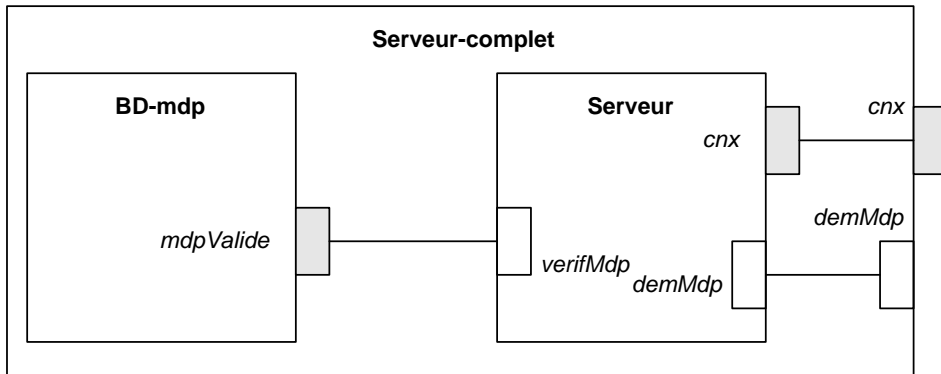 Serveur-complet
BD-mdp
Serveur
cnx
cnx
mdpValide
verifMdp
demMdp
demMdp